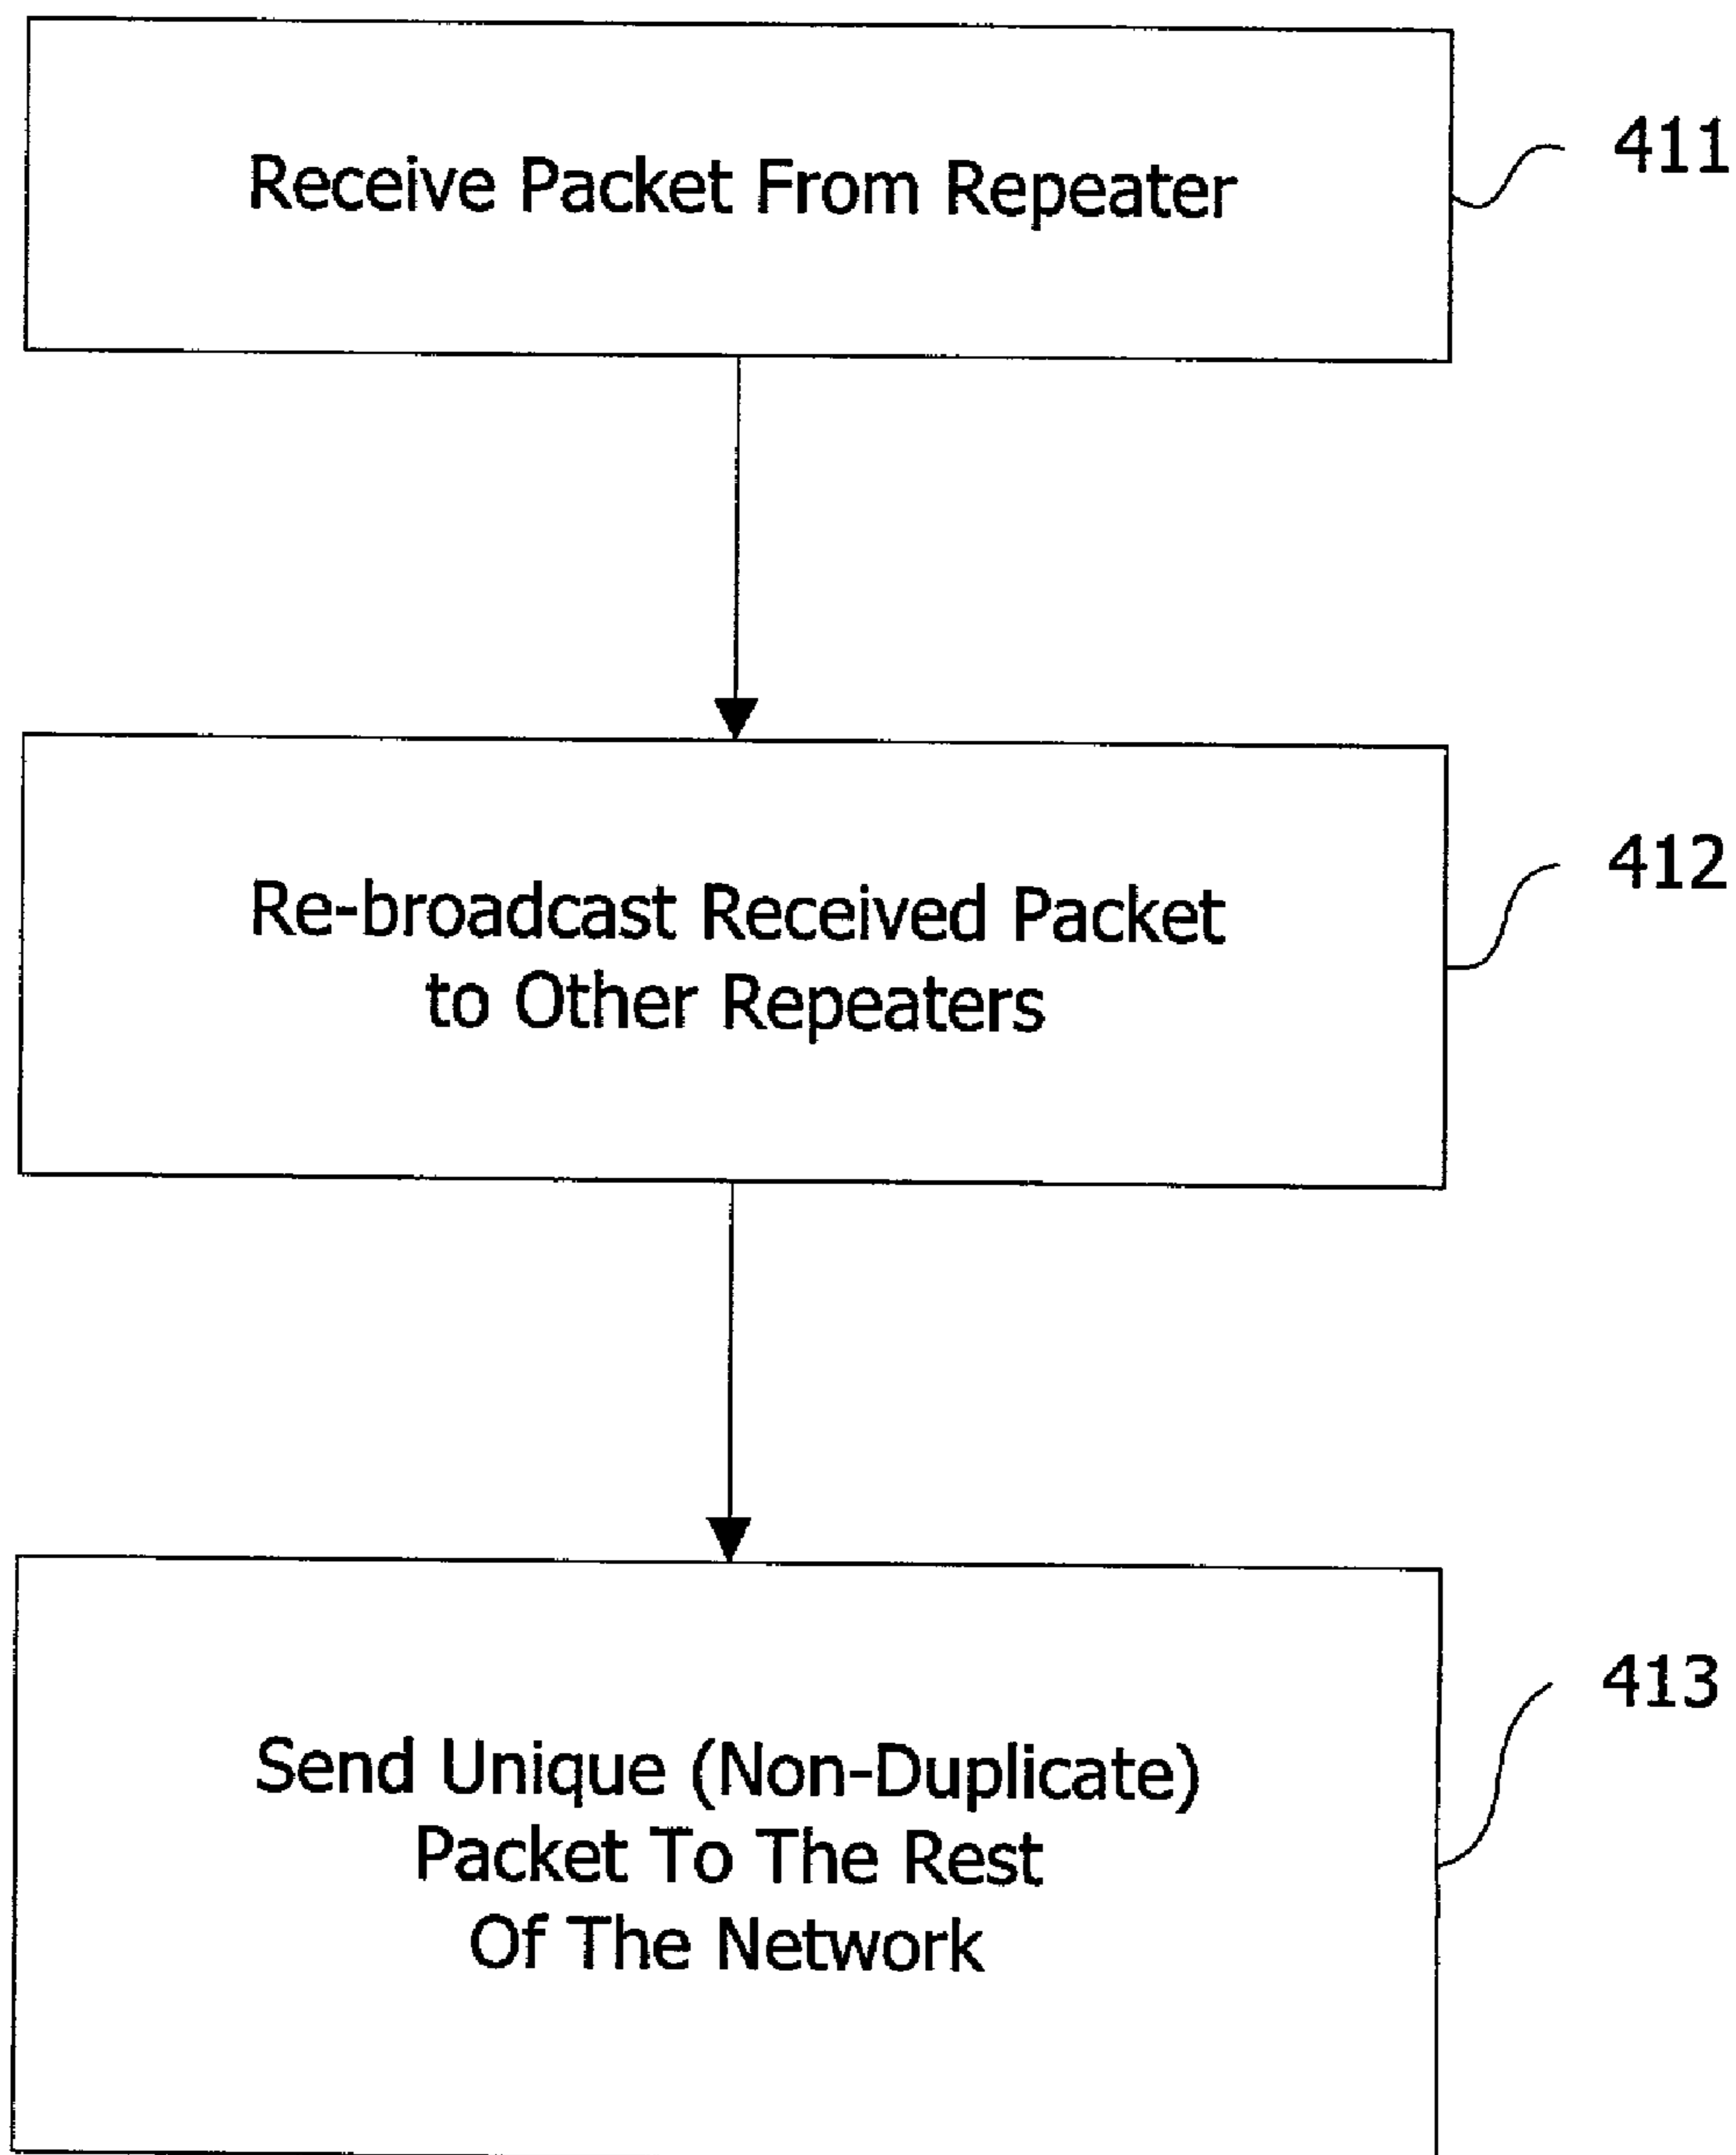 Receive Packet From Repeater
411
Re-broadcast Received Packet
to Other Repeaters
412
Send Unique (Non-Duplicate)
Packet To The Rest
Of The Network
413